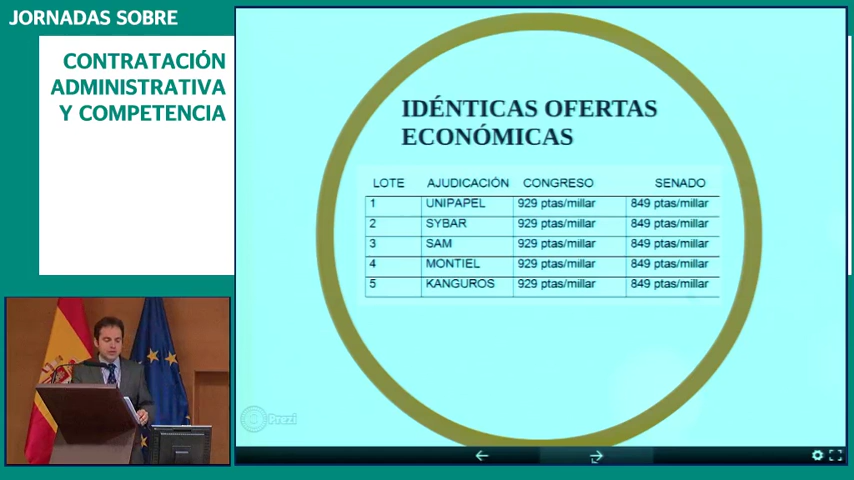 JORNADAS SOBRE
CONTRATACIÓN
ADMINISTRATIVA
Y COMPETENCIA
IDÉNTICAS OFERTAS
ECONÓMICAS
LOTE AJUDICACIÓN CONGRESO SENADO
1 UNIPAPEL 929 ptas/millar 849 ptas/millar
2 SYBAR 929 ptas/millar 849 ptas/millar
3 SAM 929 ptas/millar 849 ptas/millar
4 MONTIEL 929 ptas/millar 849 ptas/millar
5 KANGUROS 929 ptas/millar 849 ptas/millar
Prezi